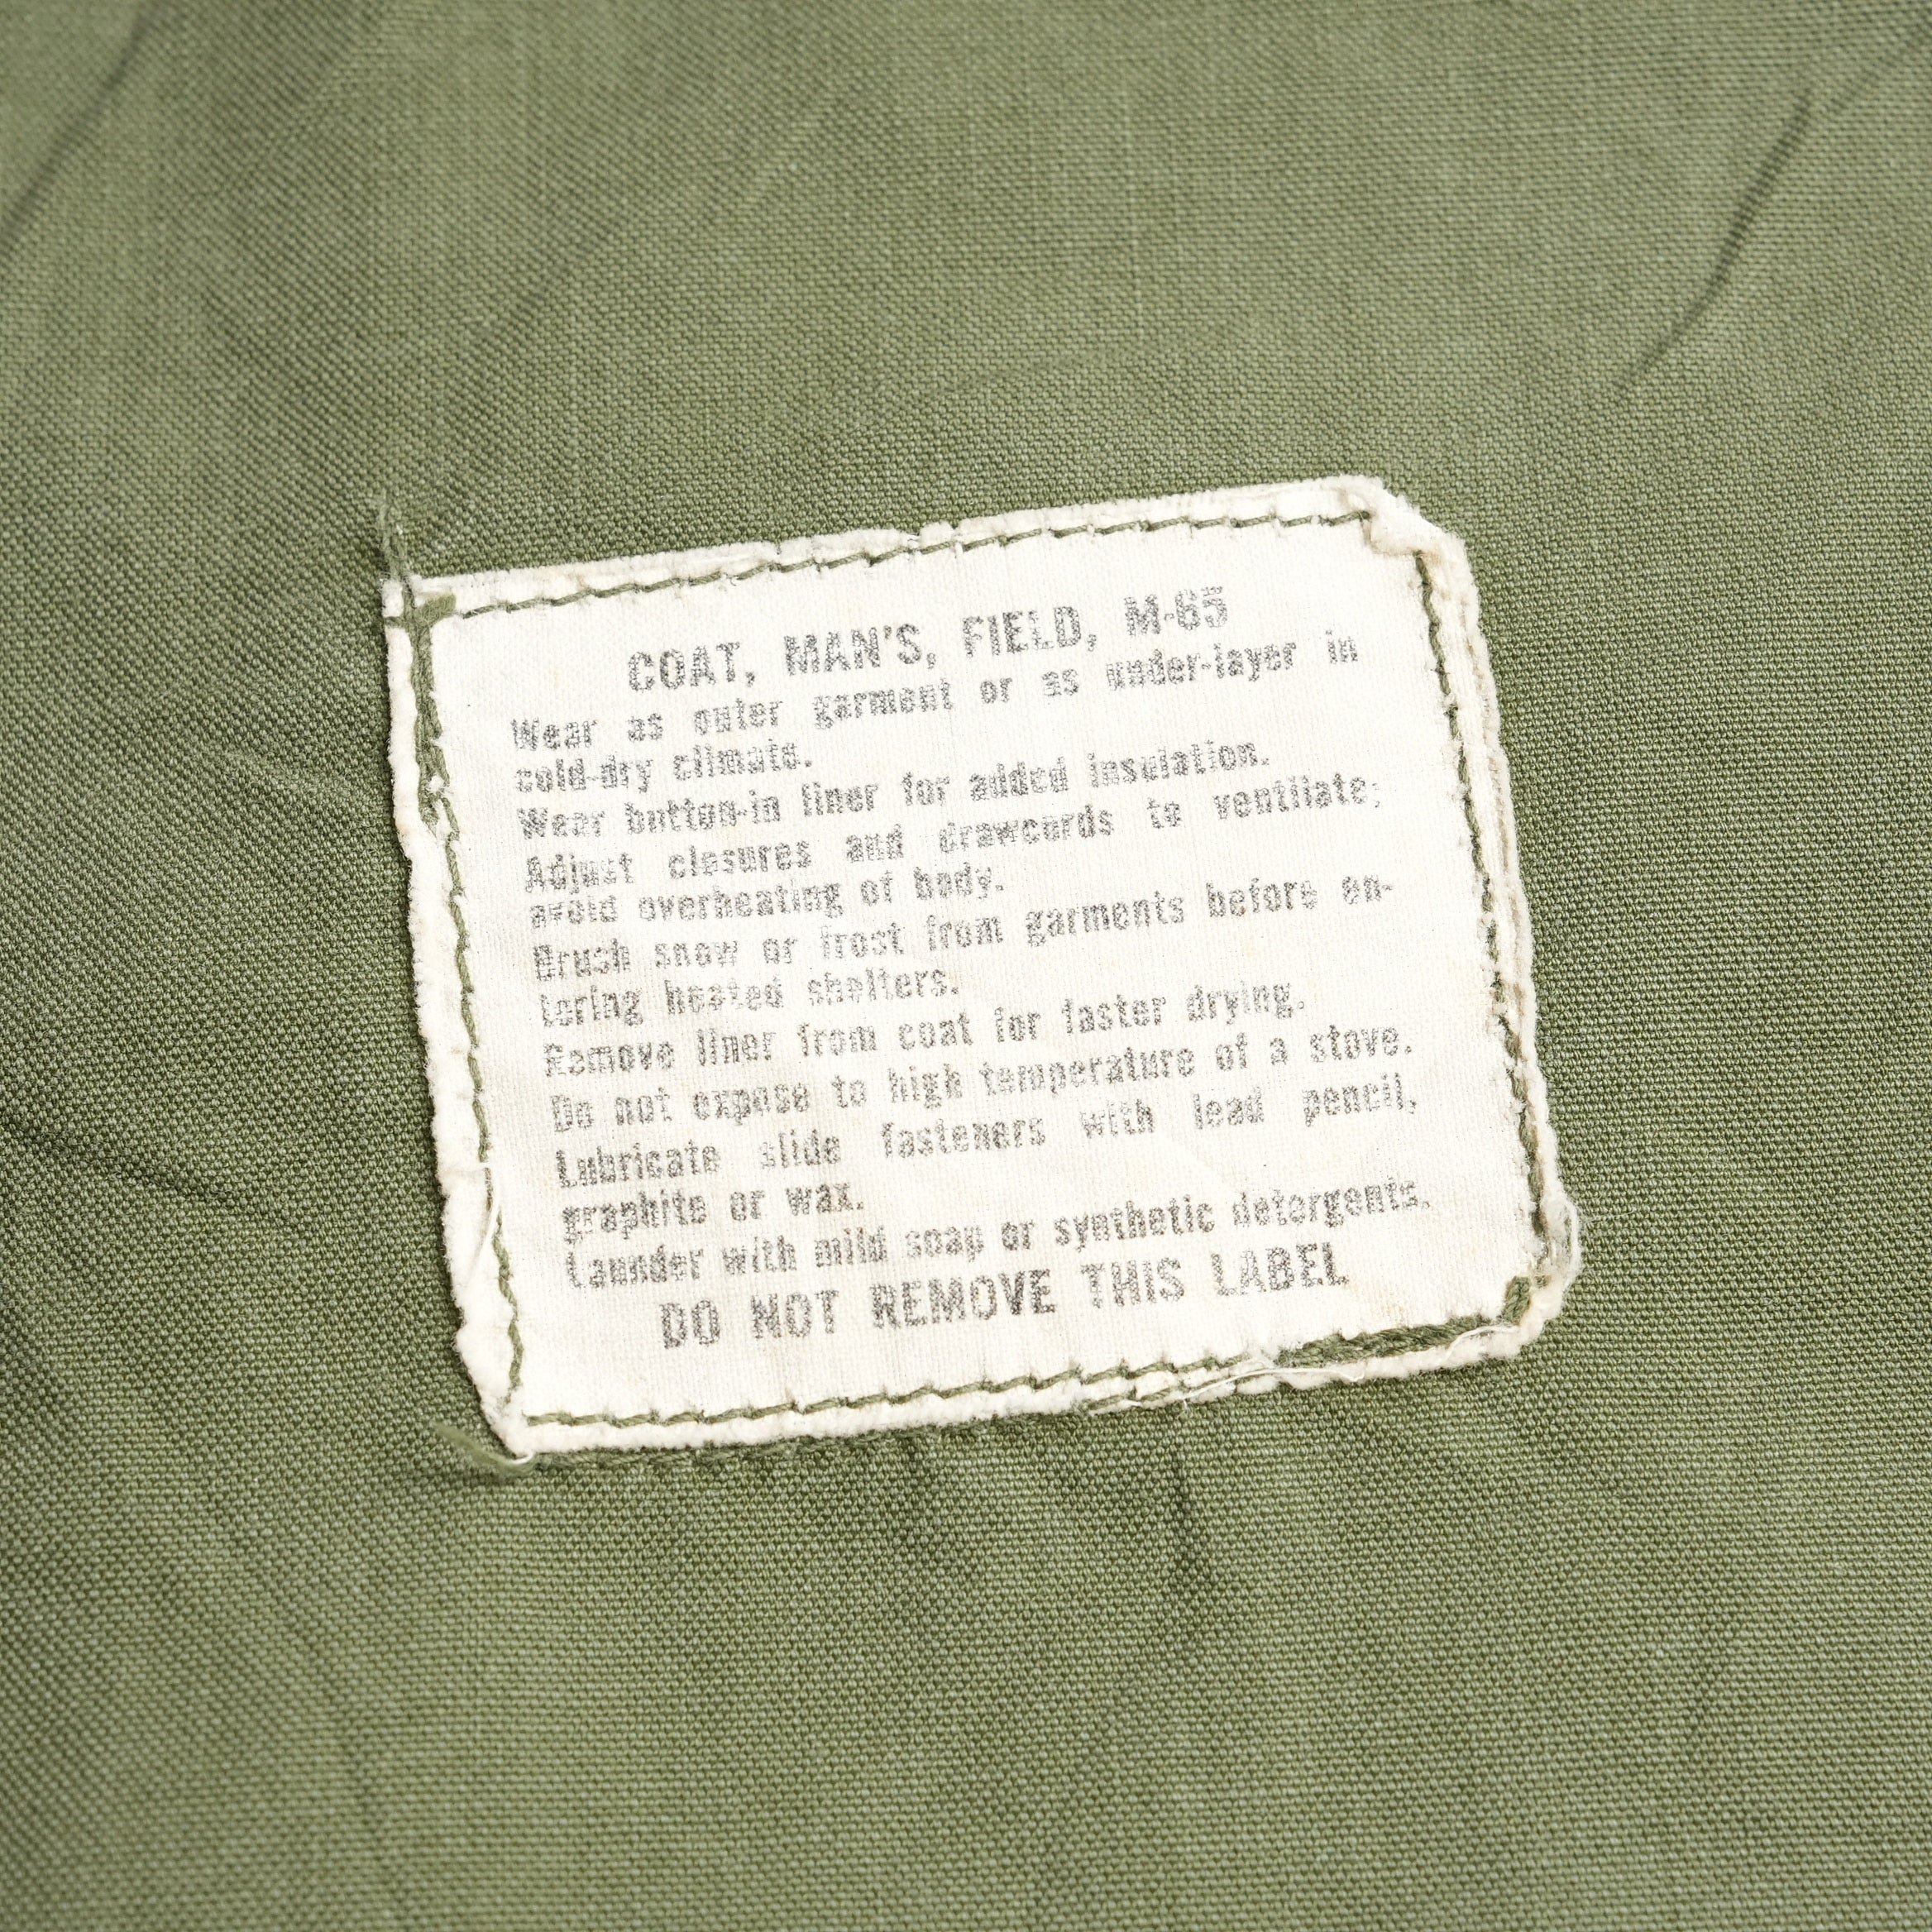 COAT, MAN'S, FIELD, M-65
Wear as outer garment or as under-layer in
cold-dry climate.
Wear button-in liner for added insulation.
Adjust closures and drawcords to ventilate;
avoid overheating of body.
Brush snow or frost from garments before en-
tering heated shelters.
Remove liner from coat for faster drying.
Do not expose to high temperature of a stove.
Lubricate slide fasteners with lead pencil,
graphite or wax.
Launder with mild soap or synthetic detergents.
DO NOT REMOVE THIS LABEL